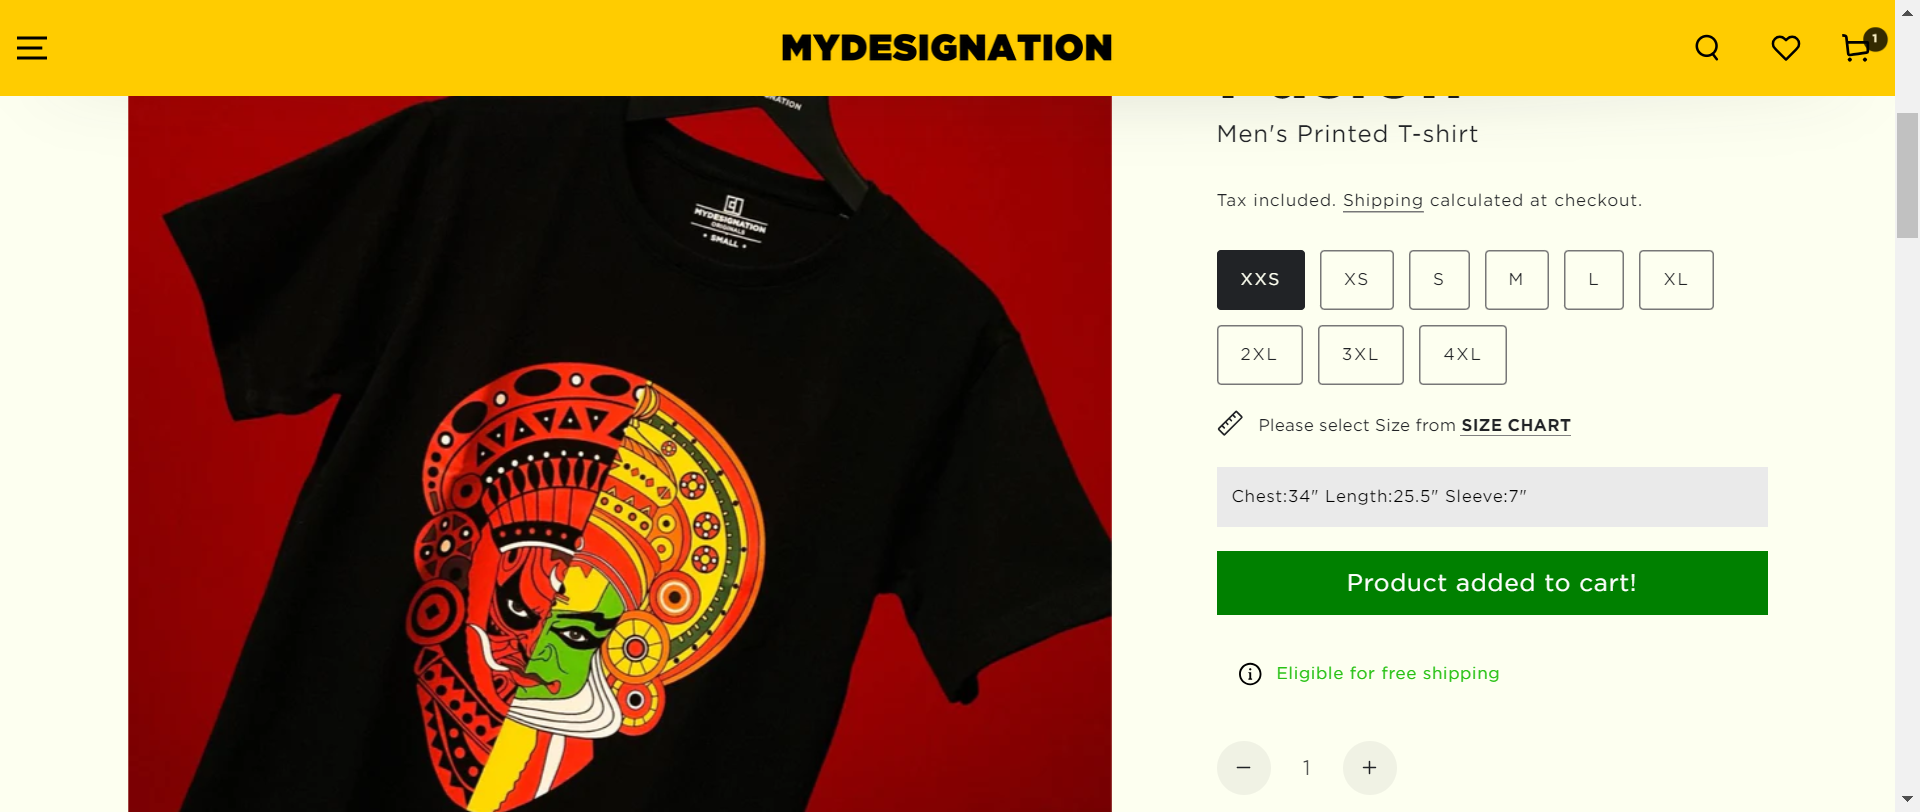 MYDESIGNATION
1
Men's Printed T-shirt
Tax included. Shipping calculated at checkout.
XXS XS S M L XL
2XL 3XL 4XL
Please select Size from SIZE CHART
Chest:34" Length:25.5" Sleeve:7"
Product added to cart!
Eligible for free shipping
− 1 +
MYDESIGNATION
ORIGINALS
• SMALL •